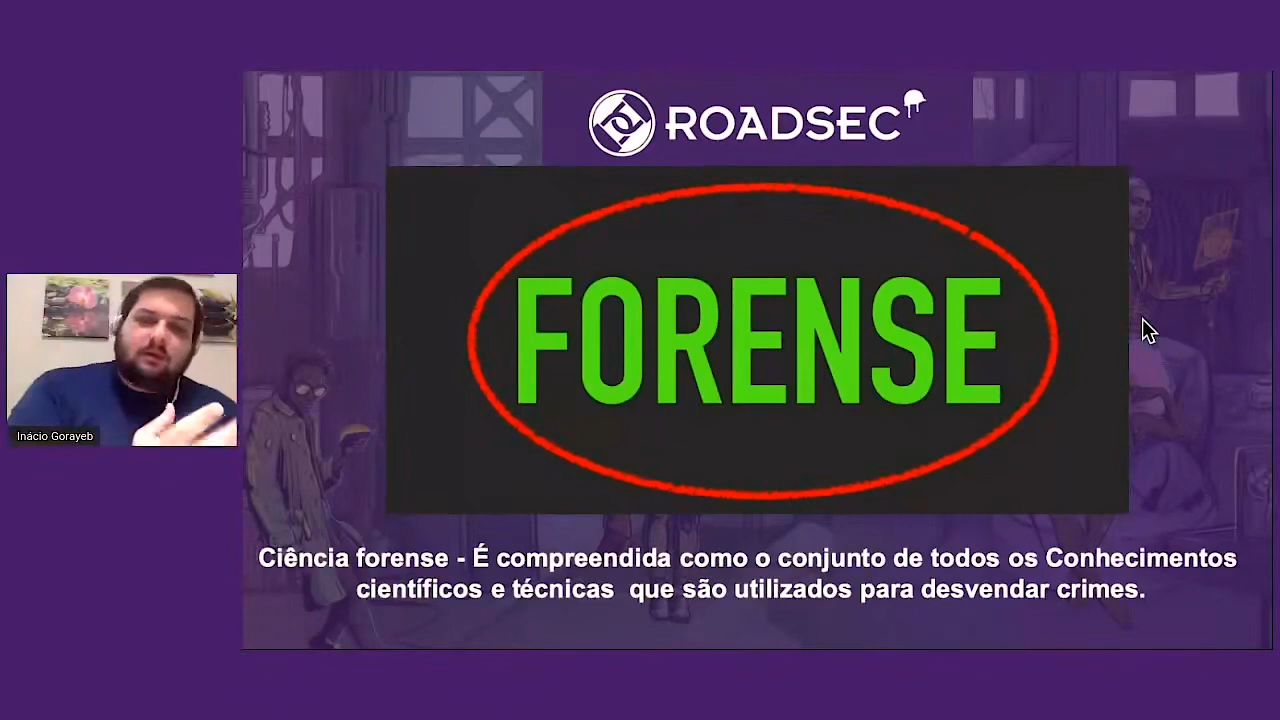 ROADSEC
FORENSE
Inácio Gorayeb
Ciência forense - É compreendida como o conjunto de todos os Conhecimentos
científicos e técnicas  que são utilizados para desvendar crimes.